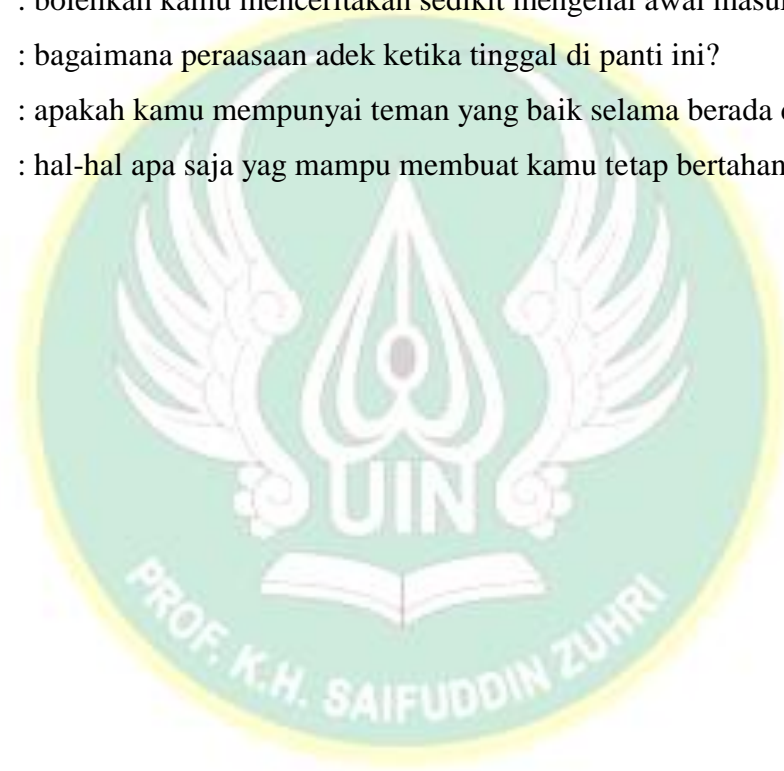 : bolehkah kamu menceritakan sedikit mengenai awal
: bagaimana peraasaan adek ketika tinggal di panti ini?
: apakah kamu mempunyai teman yang baik selama berada
: hal-hal apa saja yag mampu membuat kamu tetap bertahan
UIN
PROF. K.H. SAIFUDDIN ZUHRI